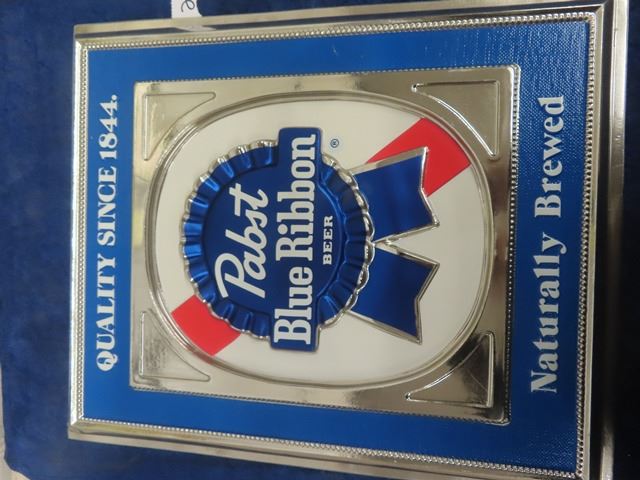 QUALITY SINCE 1844.
Pabst
Blue Ribbon
BEER
®
Naturally Brewed